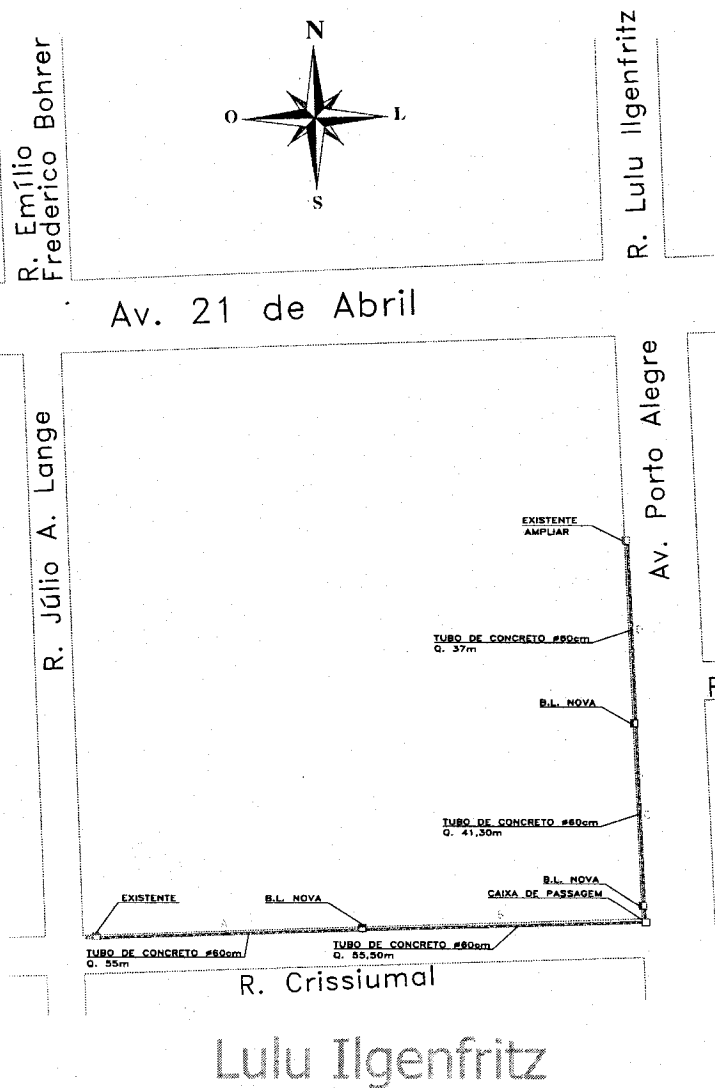 R. Emílio
Frederico Bohrer
N
O
L
S
R. Lulu Ilgenfritz
Av. 21 de Abril
R. Júlio A. Lange
Av. Porto Alegre
EXISTENTE
AMPLIAR
TUBO DE CONCRETO ø60cm
Q. 37m
B.L. NOVA
TUBO DE CONCRETO ø60cm
Q. 41,30m
B.L. NOVA
CAIXA DE PASSAGEM
EXISTENTE
B.L. NOVA
TUBO DE CONCRETO ø60cm
Q. 55m
TUBO DE CONCRETO ø60cm
Q. 55,50m
R. Crissiumal
Lulu Ilgenfritz